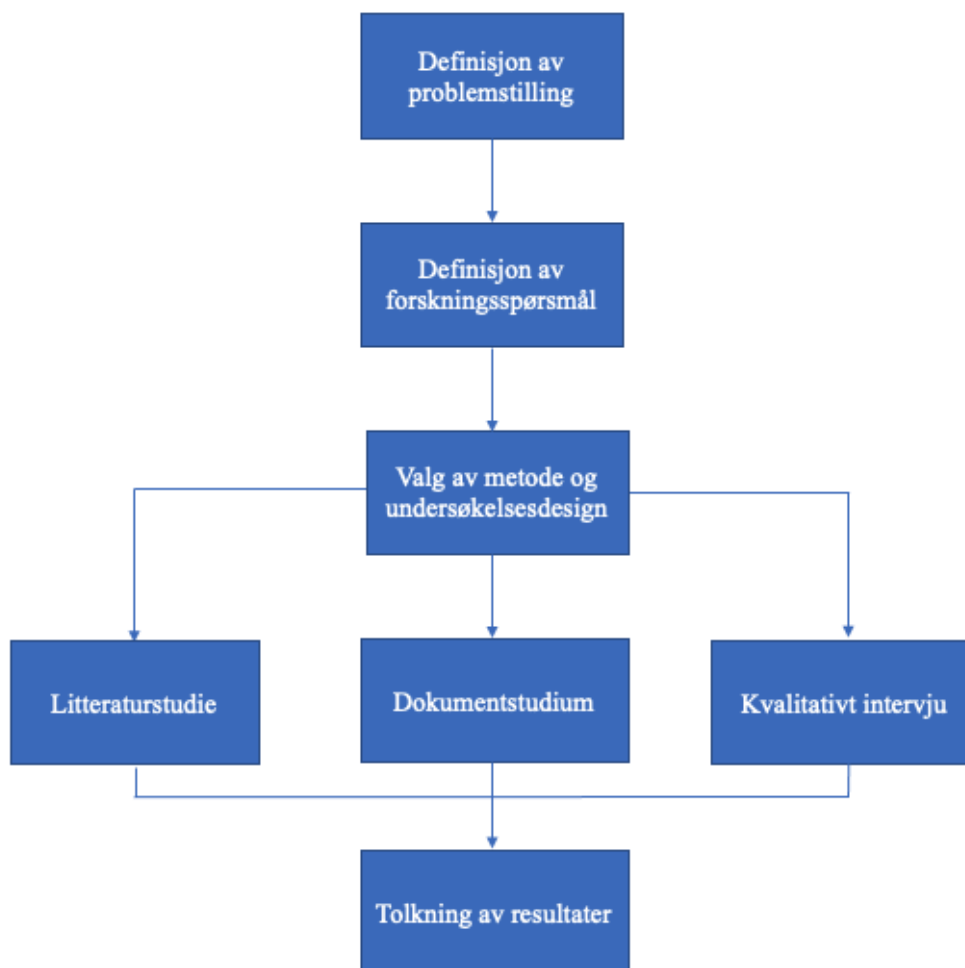 Definisjon av
problemstilling
Definisjon av
forskningsspørsmål
Valg av metode og
undersøkelsesdesign
Litteraturstudie
Dokumentstudium
Kvalitativt intervju
Tolkning av resultater